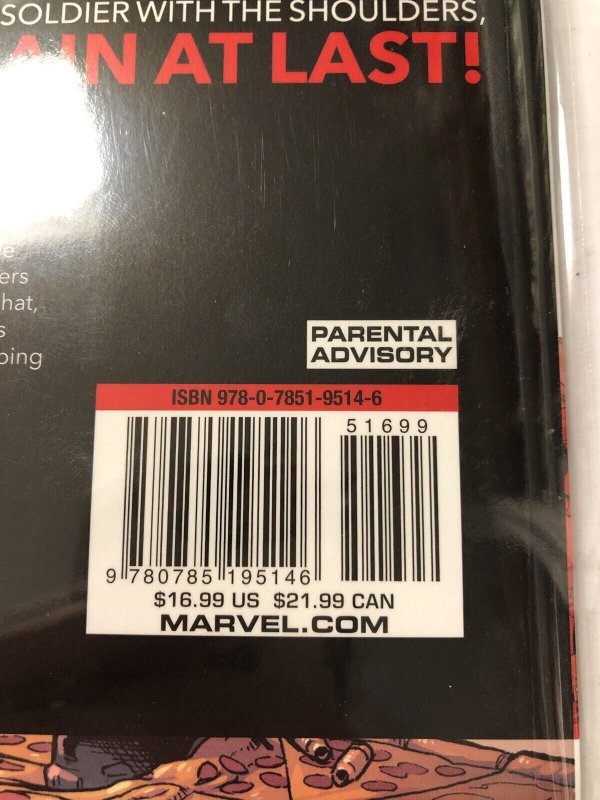 SOLDIER WITH THE SHOULDERS,
AIN AT LAST!
ers
hat,
s
ping
PARENTAL
ADVISORY
ISBN 978-0-7851-9514-6
51699
9 780785 195146
$16.99 US $21.99 CAN
MARVEL.COM